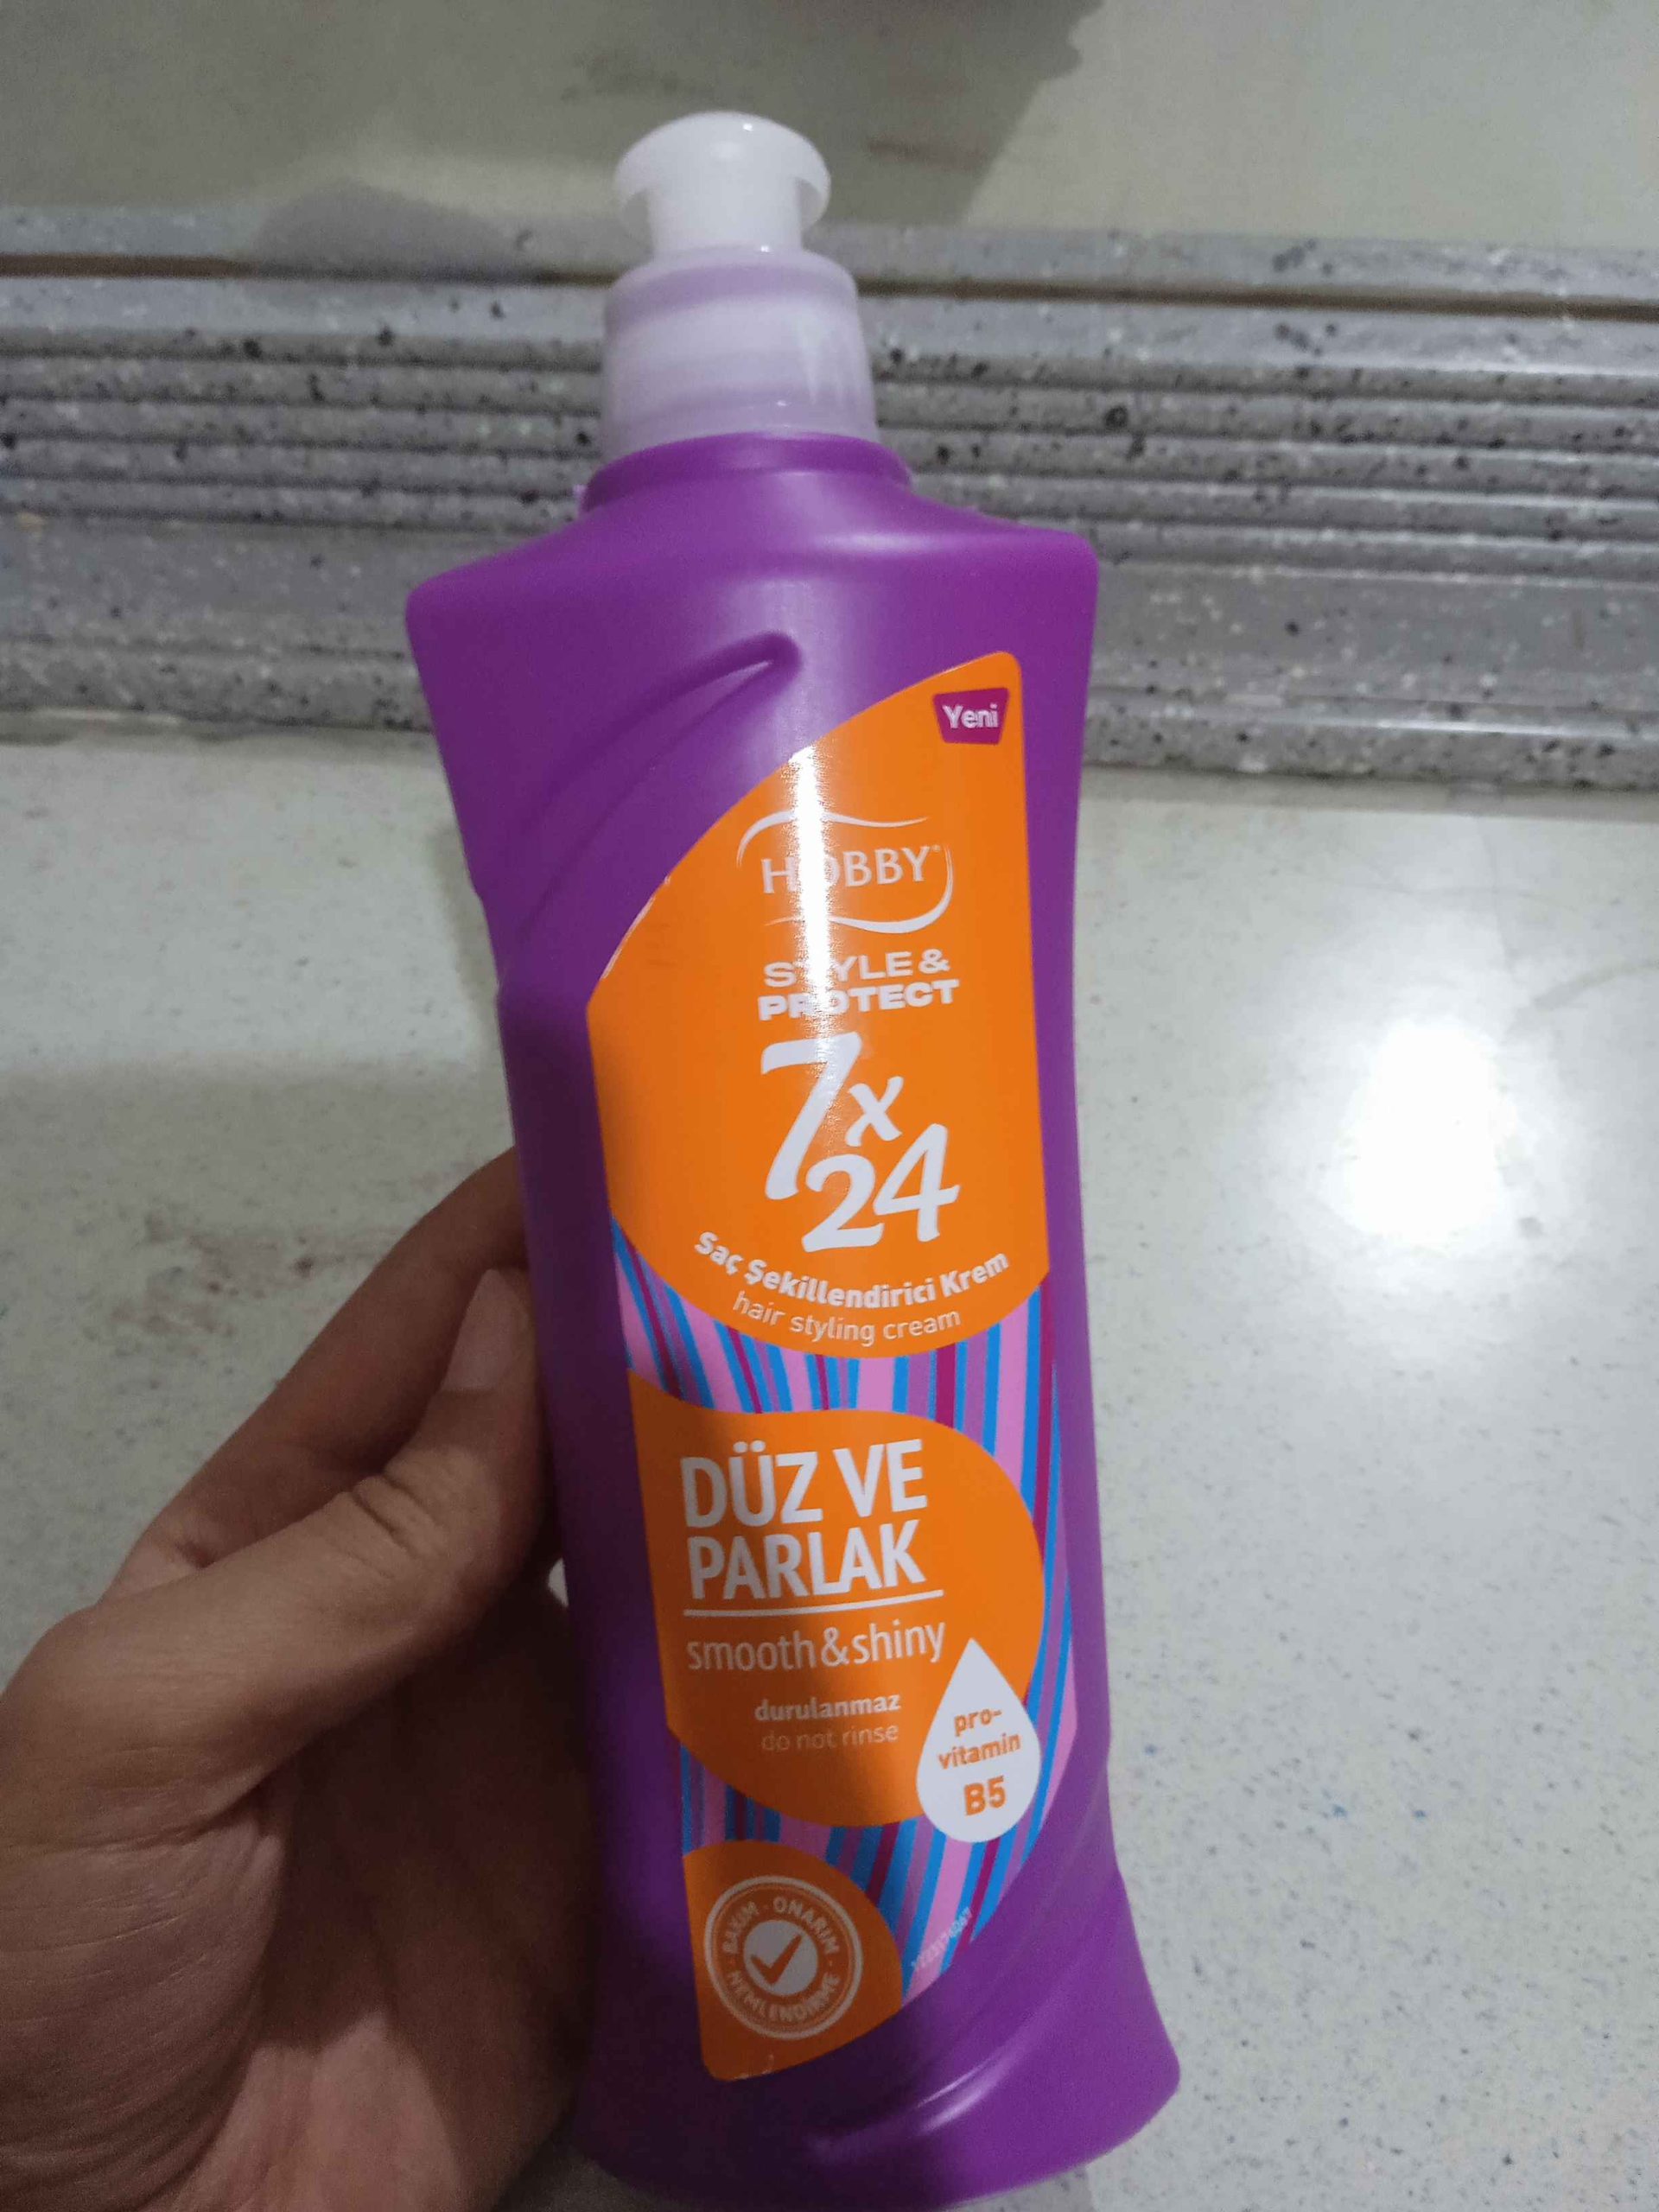 Yeni
HOBBY
STYLE &
PROTECT
7x
24
Saç Şekillendirici Krem
hair styling cream
DÜZ VE
PARLAK
smooth&shiny
durulanmaz
do not rinse
pro-
vitamin
B5
BAKIM · ONARIM · NEMLENDİRME ·